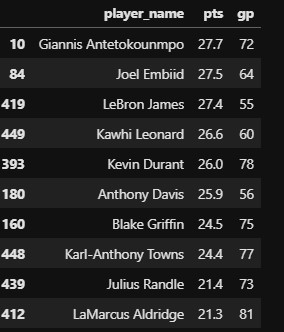 player_name pts gp
10 Giannis Antetokounmpo 27.7 72
84 Joel Embiid 27.5 64
419 LeBron James 27.4 55
449 Kawhi Leonard 26.6 60
393 Kevin Durant 26.0 78
180 Anthony Davis 25.9 56
160 Blake Griffin 24.5 75
448 Karl-Anthony Towns 24.4 77
439 Julius Randle 21.4 73
412 LaMarcus Aldridge 21.3 81